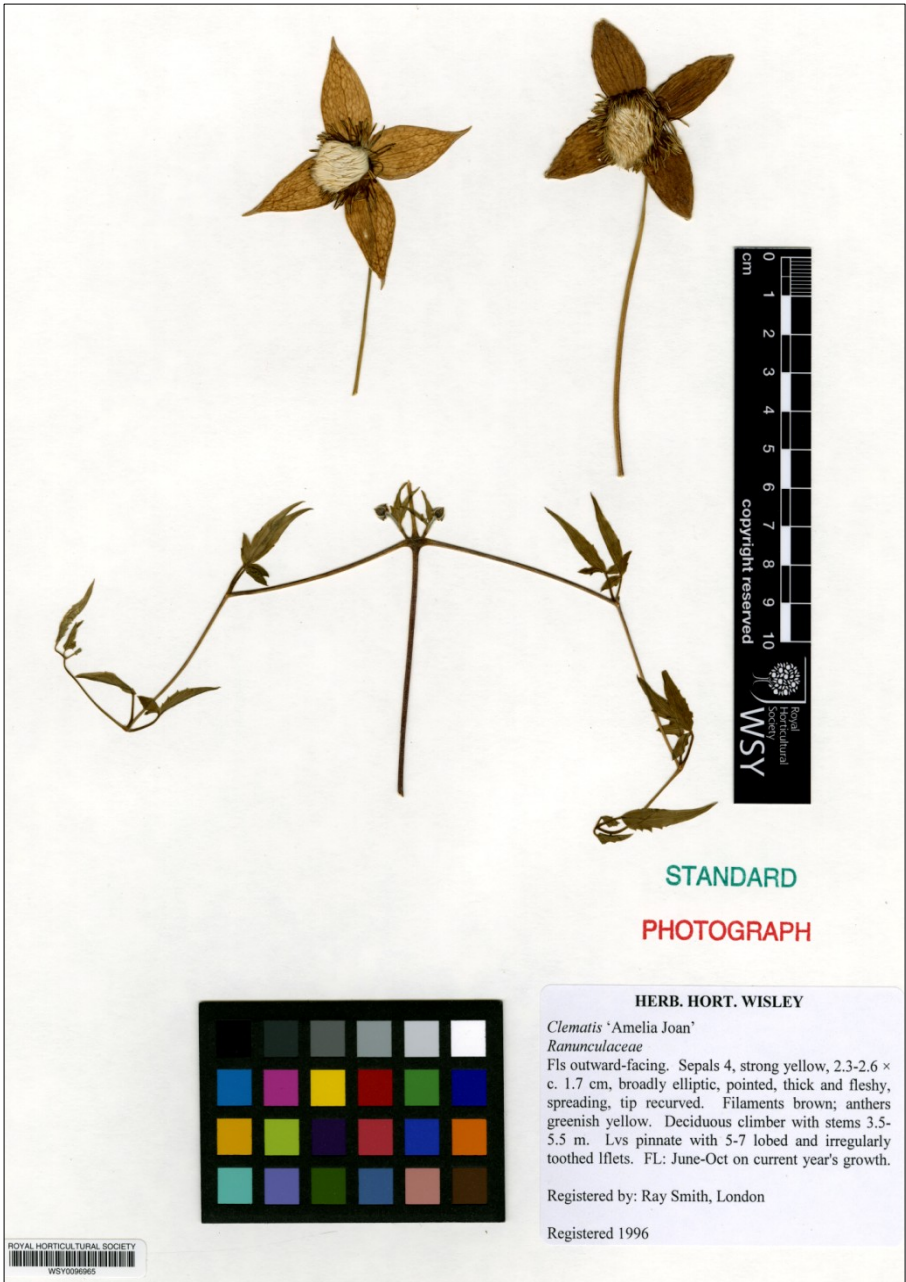 0 1 2 3 4 5 6 7 8 9 10
cm
copyright reserved
Royal
Horticultural
Society
WSY
STANDARD
PHOTOGRAPH
HERB. HORT. WISLEY
Clematis ‘Amelia Joan’
Ranunculaceae
Fls outward-facing. Sepals 4, strong yellow, 2.3-2.6 ×
c. 1.7 cm, broadly elliptic, pointed, thick and fleshy,
spreading, tip recurved. Filaments brown; anthers
greenish yellow. Deciduous climber with stems 3.5-
5.5 m. Lvs pinnate with 5-7 lobed and irregularly
toothed lflets. FL: June-Oct on current year's growth.
Registered by: Ray Smith, London
Registered 1996
ROYAL HORTICULTURAL SOCIETY
WSY0096965